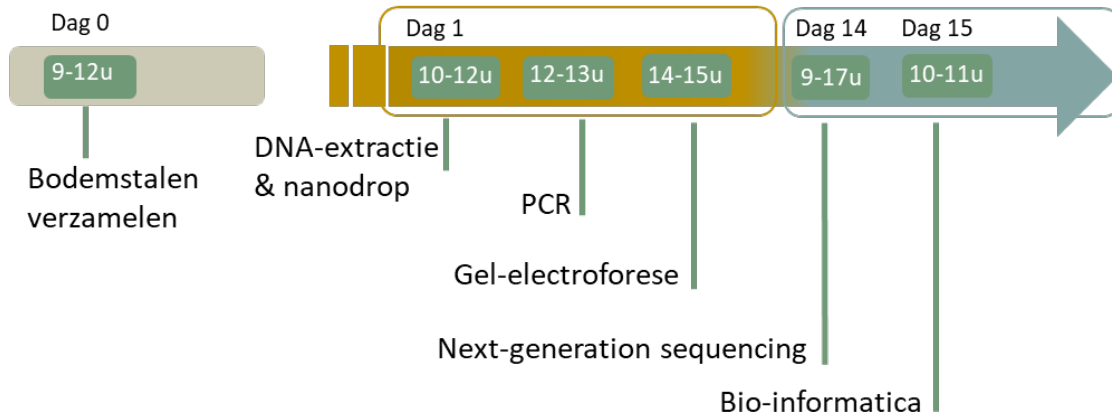 Dag 0
Dag 1
Dag 14
Dag 15
9-12u
10-12u
12-13u
14-15u
9-17u
10-11u
Bodemstalen
verzamelen
DNA-extractie
& nanodrop
PCR
Gel-electroforese
Next-generation sequencing
Bio-informatica